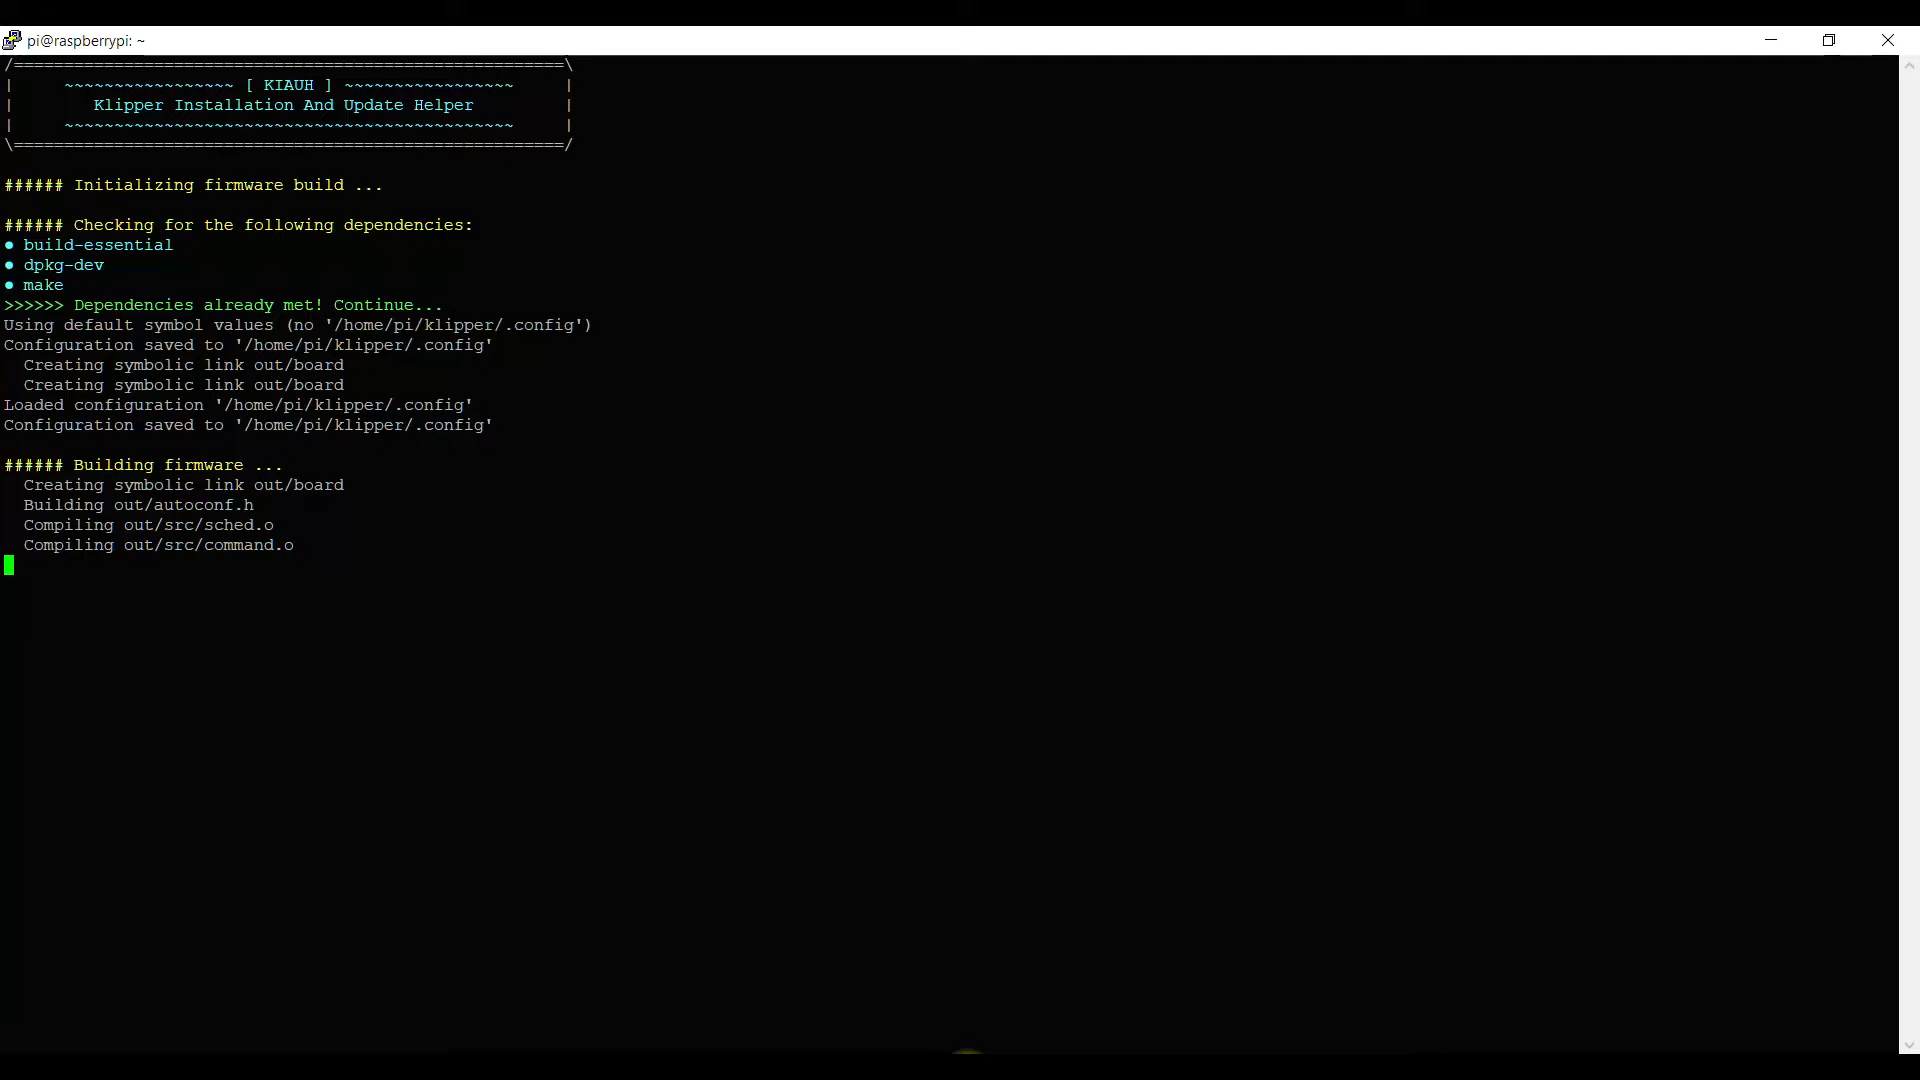 pi@raspberrypi: ~
/=======================================================\
|     ~~~~~~~~~~~~~~~~~ [ KIAUH ] ~~~~~~~~~~~~~~~~~     |
|        Klipper Installation And Update Helper         |
|     ~~~~~~~~~~~~~~~~~~~~~~~~~~~~~~~~~~~~~~~~~~~~~     |
\=======================================================/
###### Initializing firmware build ...
###### Checking for the following dependencies:
● build-essential
● dpkg-dev
● make
>>>>>> Dependencies already met! Continue...
Using default symbol values (no '/home/pi/klipper/.config')
Configuration saved to '/home/pi/klipper/.config'
  Creating symbolic link out/board
  Creating symbolic link out/board
Loaded configuration '/home/pi/klipper/.config'
Configuration saved to '/home/pi/klipper/.config'
###### Building firmware ...
  Creating symbolic link out/board
  Building out/autoconf.h
  Compiling out/src/sched.o
  Compiling out/src/command.o